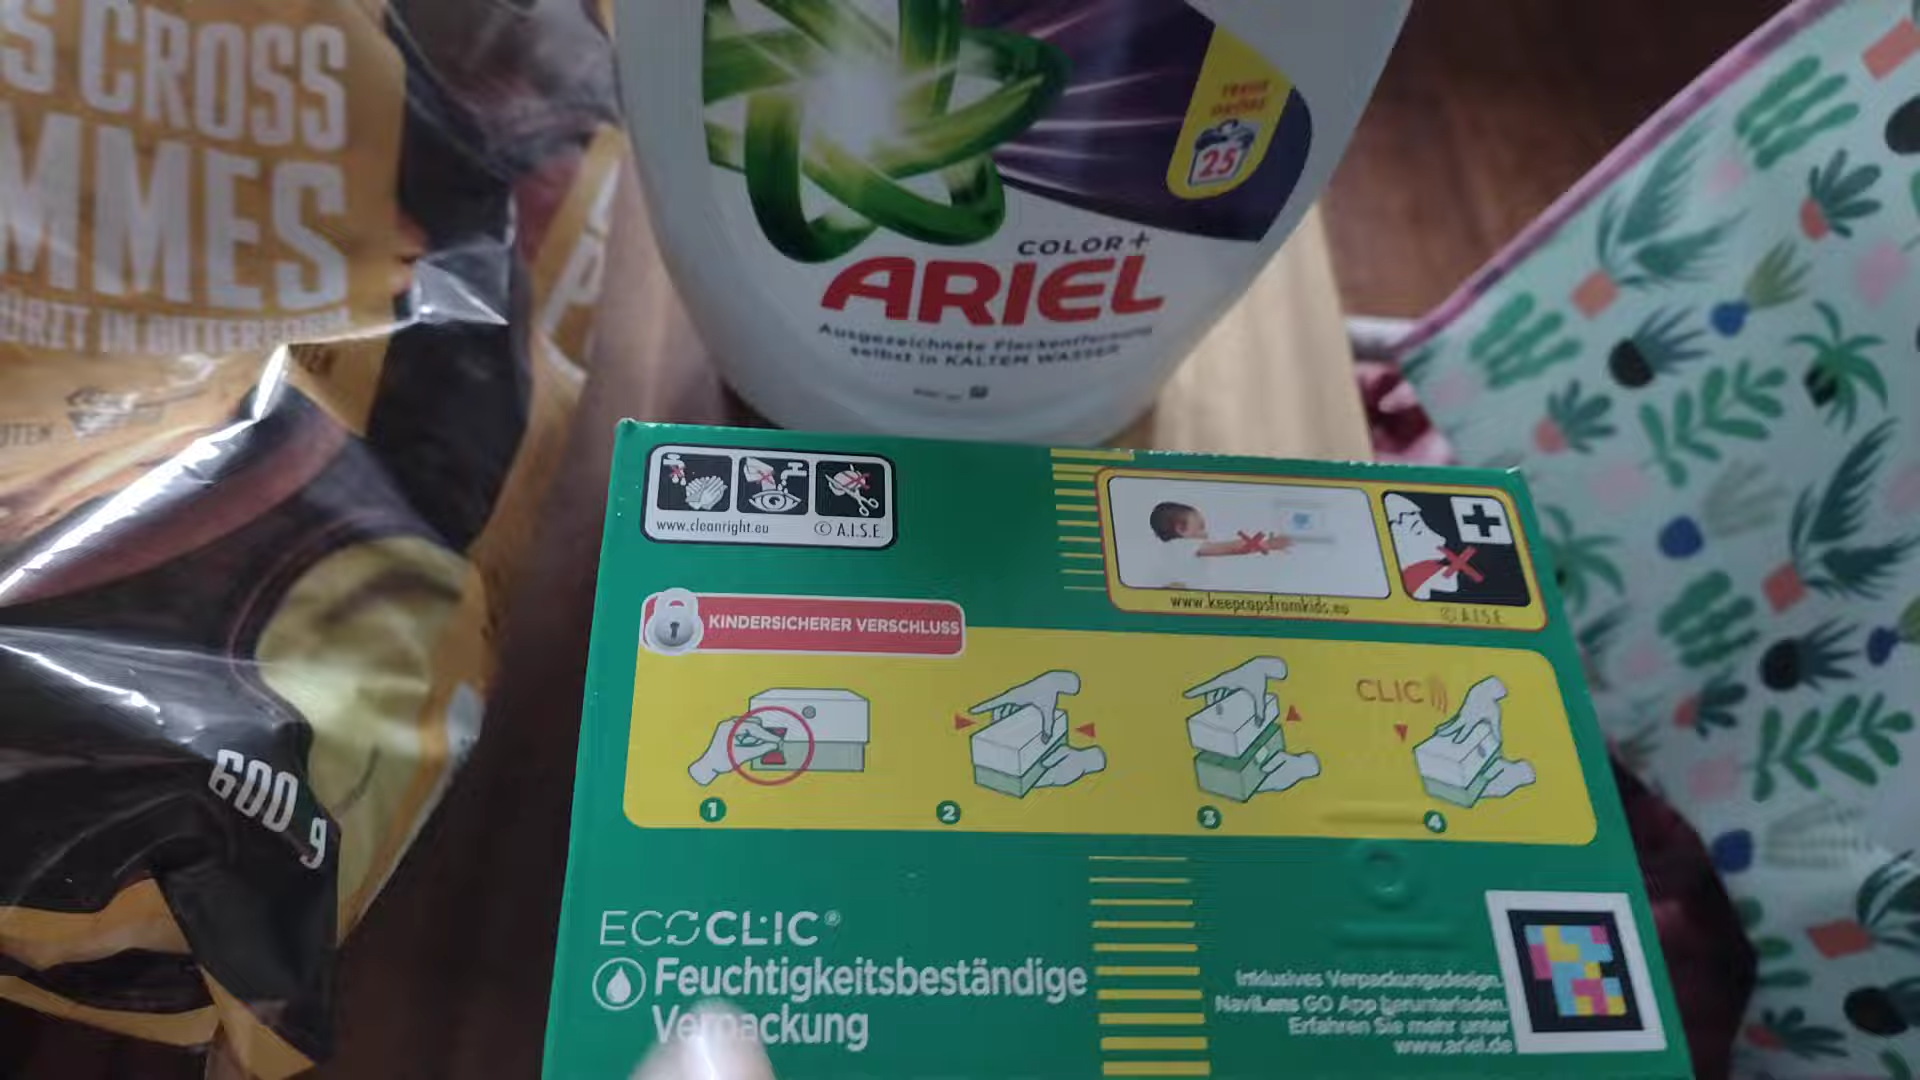 S CROSS
MMES
600 g
25
COLOR+
ARIEL
Ausgezeichnete Fleckentfernung
selbst in KALTEM WASSER
www.cleanright.eu © A.I.S.E.
www.keepcapsfromkids.eu
© A.I.S.E.
KINDERSICHERER VERSCHLUSS
CLIC
1 2 3 4
ECOCLIC®
Feuchtigkeitsbeständige
Verpackung
Inklusives Verpackungsdesign.
NaviLens GO App herunterladen.
Erfahren Sie mehr unter
www.ariel.de